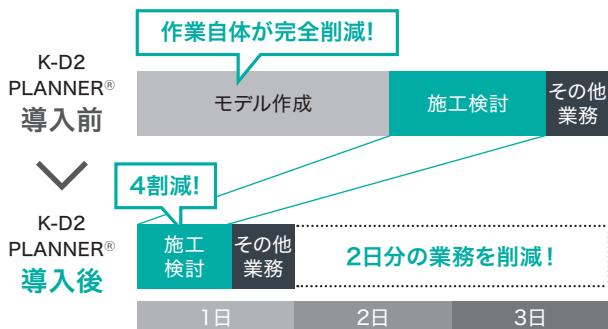 作業自体が完全削減!
K-D2
PLANNER®
導入前
モデル作成
施工検討
その他
業務
4割減!
K-D2
PLANNER®
導入後
施工
検討
その他
業務
2日分の業務を削減!
1日
2日
3日